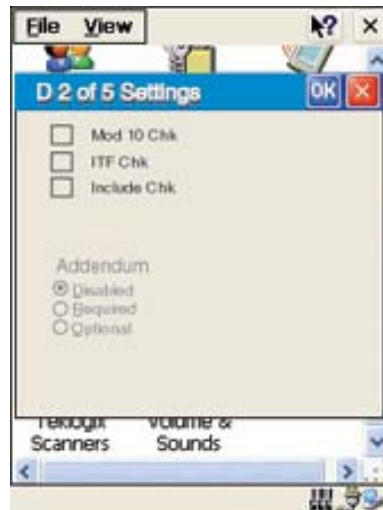 File View
D 2 of 5 Settings OK
Mod 10 Chk
ITF Chk
Include Chk
Addendum
Disabled
Required
Optional
Teklogix Volume &
Scanners Sounds